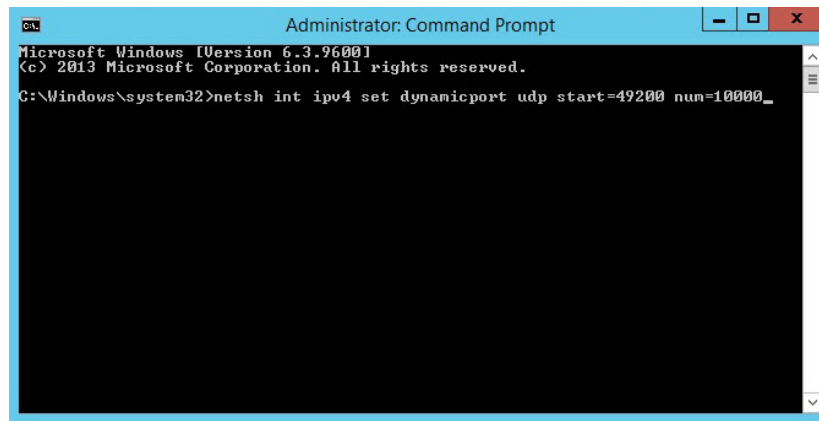 Administrator: Command Prompt
Microsoft Windows [Version 6.3.9600]
(c) 2013 Microsoft Corporation. All rights reserved.
C:\Windows\system32>netsh int ipv4 set dynamicport udp start=49200 num=10000_